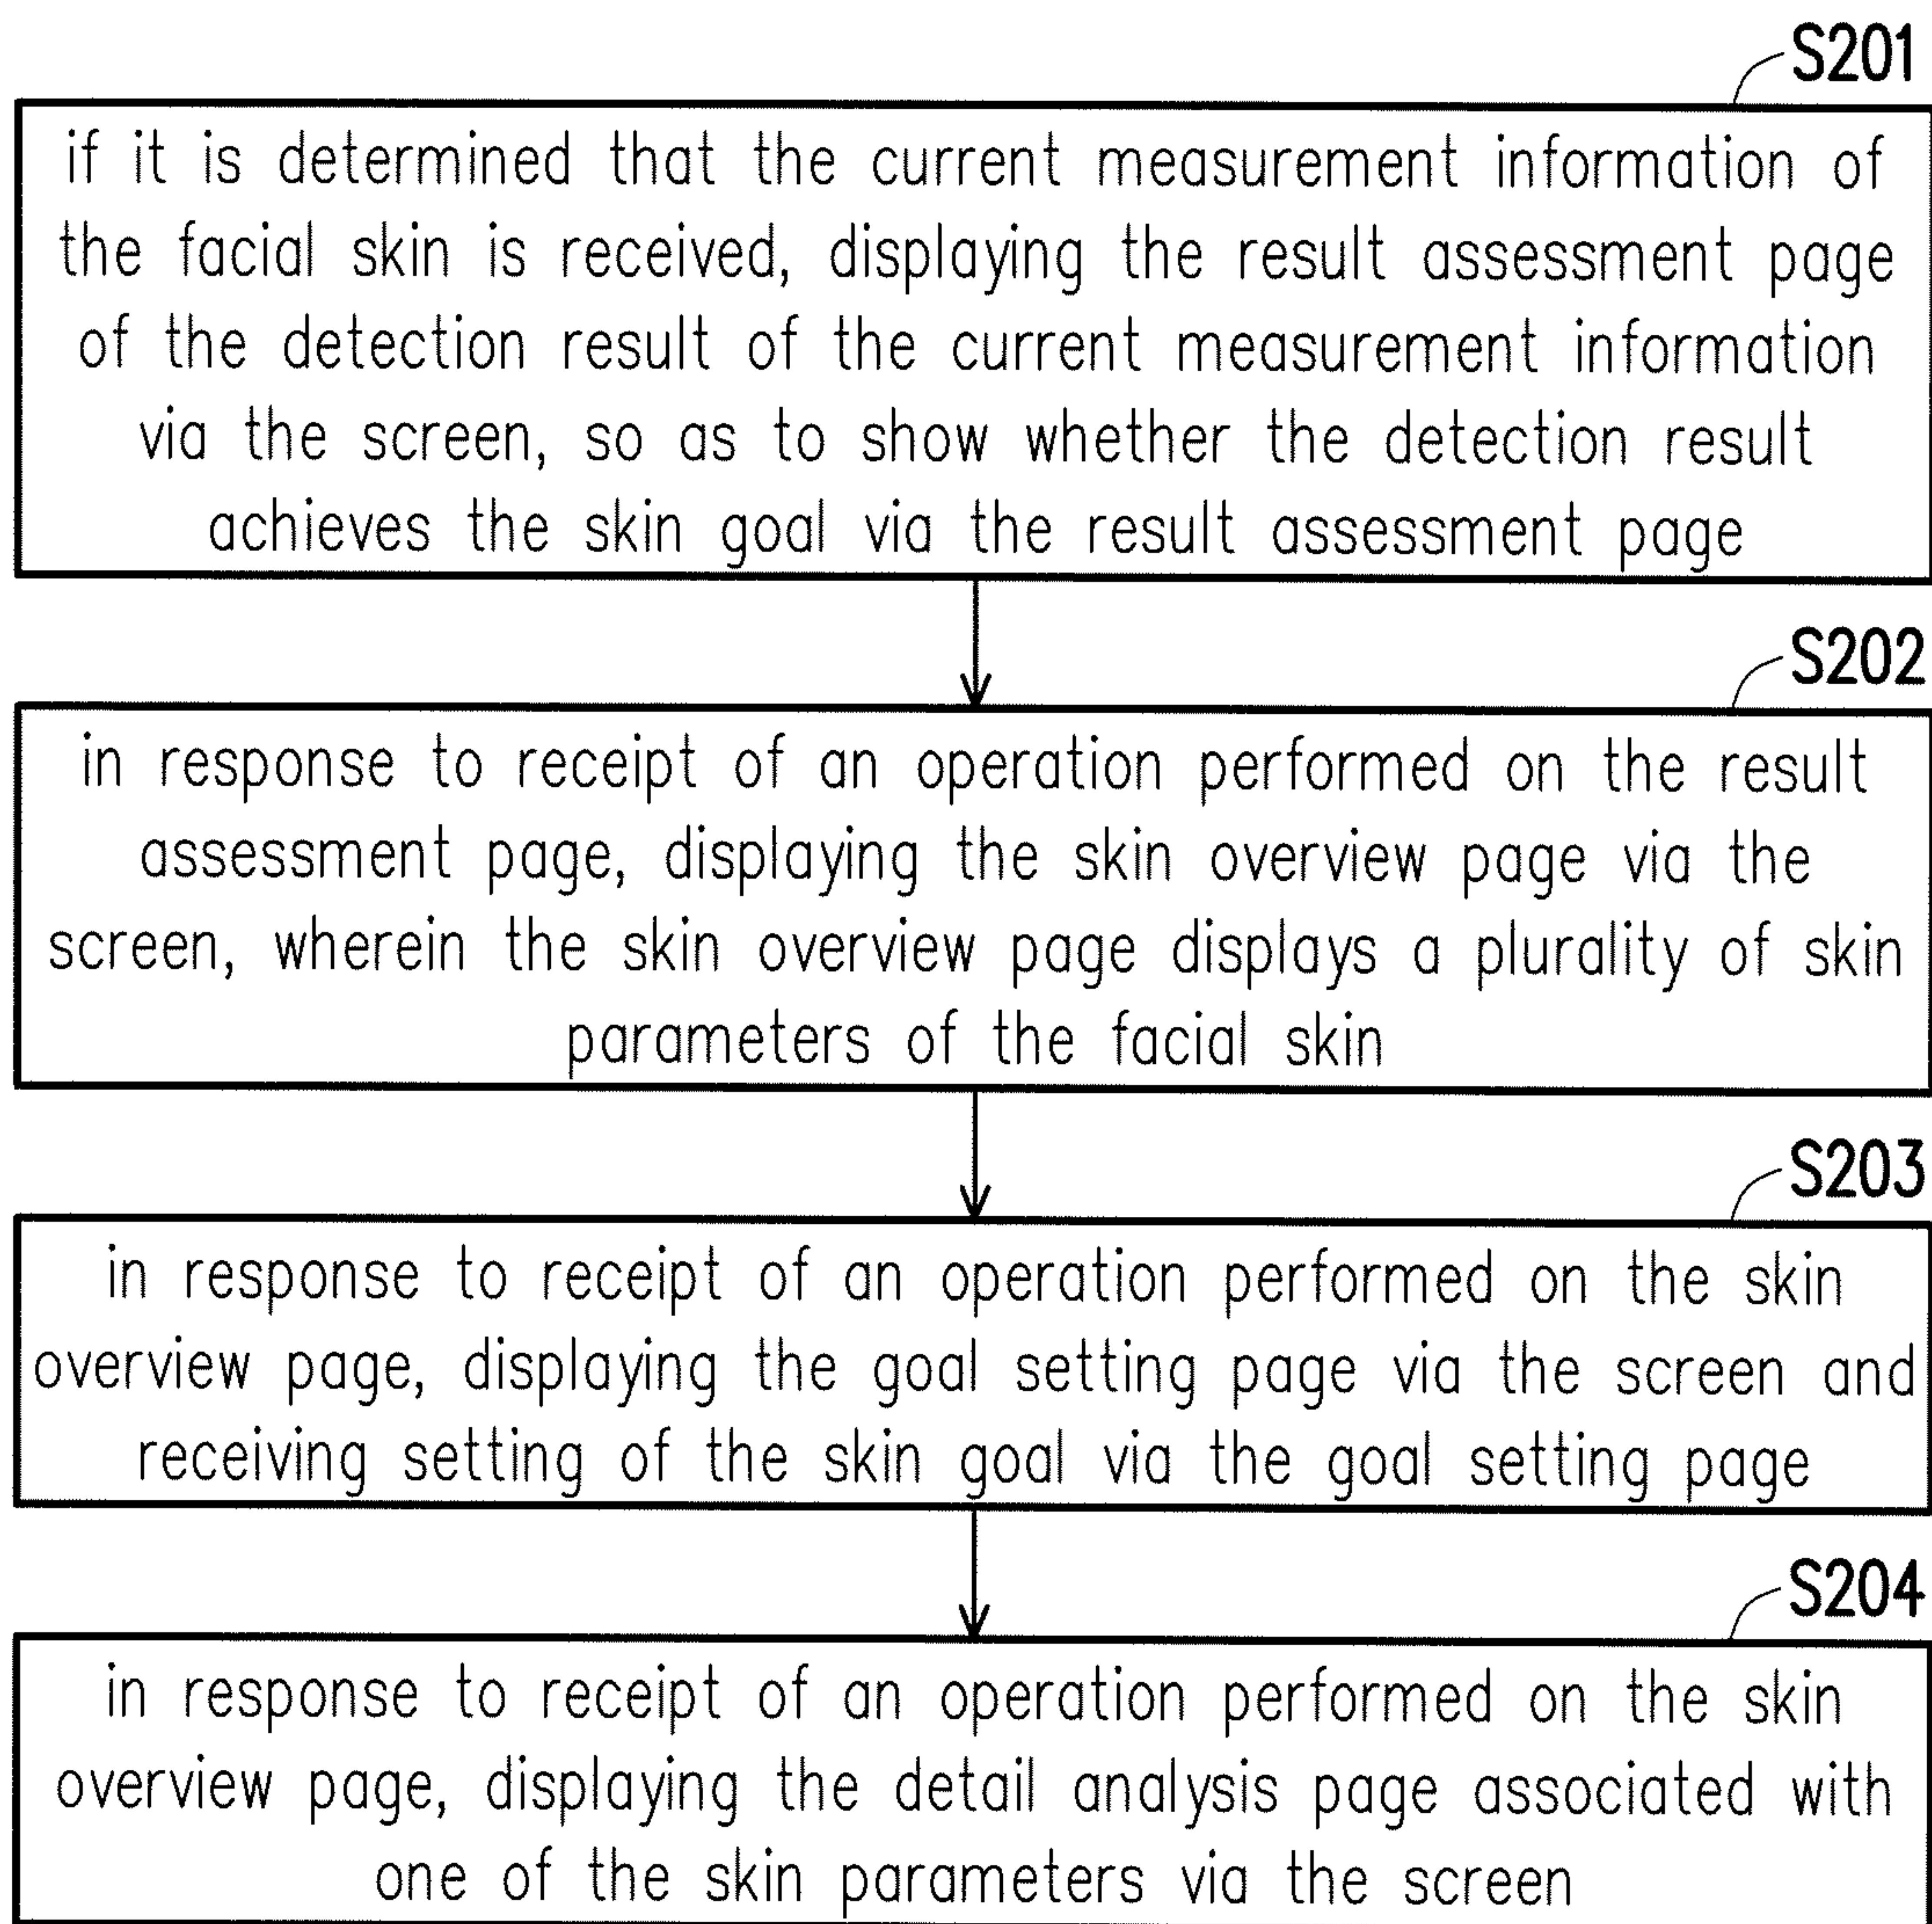 S201
if it is determined that the current measurement information of
the facial skin is received, displaying the result assessment page
of the detection result of the current measurement information
via the screen, so as to show whether the detection result
achieves the skin goal via the result assessment page
S202
in response to receipt of an operation performed on the result
assessment page, displaying the skin overview page via the
screen, wherein the skin overview page displays a plurality of skin
parameters of the facial skin
S203
in response to receipt of an operation performed on the skin
overview page, displaying the goal setting page via the screen and
receiving setting of the skin goal via the goal setting page
S204
in response to receipt of an operation performed on the skin
overview page, displaying the detail analysis page associated with
one of the skin parameters via the screen